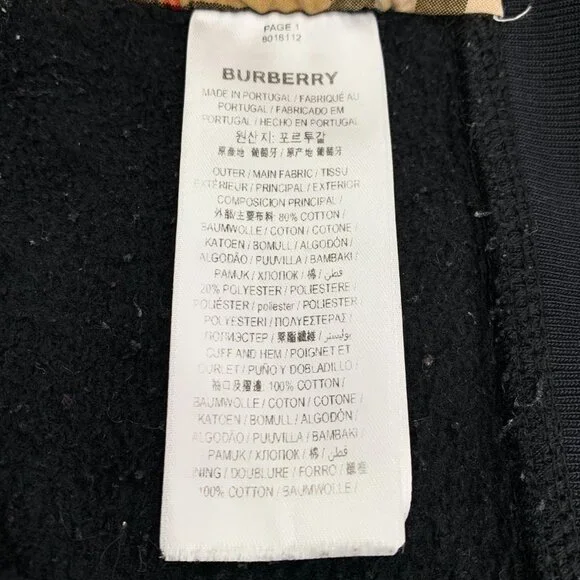 PAGE 1
8016112
BURBERRY
MADE IN PORTUGAL / FABRIQUÉ AU
PORTUGAL / FABRICADO EM
PORTUGAL / HECHO EN PORTUGAL
원산지: 포르투갈
原產地 葡萄牙 / 原产地 葡萄牙
OUTER / MAIN FABRIC / TISSU
EXTÉRIEUR / PRINCIPAL / EXTERIOR
COMPOSICION PRINCIPAL /
外部/主要布料: 80% COTTON /
BAUMWOLLE / COTON / COTONE /
KATOEN / BOMULL / ALGODÓN /
ALGODÃO / PUUVILLA / BAMBAKI /
PAMUK / ХЛОПОК / 棉 / قطن /
20% POLYESTER / POLIESTERE /
POLIÉSTER / poliester / POLIESTER /
POLYESTERI / ΠΟΛΥΕΣΤΕΡΑΣ /
ПОЛИЭСТЕР / 聚酯纖維 / بوليستر /
CUFF AND HEM / POIGNET ET
OURLET / PUÑO Y DOBLADILLO /
袖口及摺邊: 100% COTTON /
BAUMWOLLE / COTON / COTONE /
KATOEN / BOMULL / ALGODÓN /
ALGODÃO / PUUVILLA / BAMBAKI /
PAMUK / ХЛОПОК / 棉 / قطن /
NING / DOUBLURE / FORRO / 襯裡
100% COTTON / BAUMWOLLE /